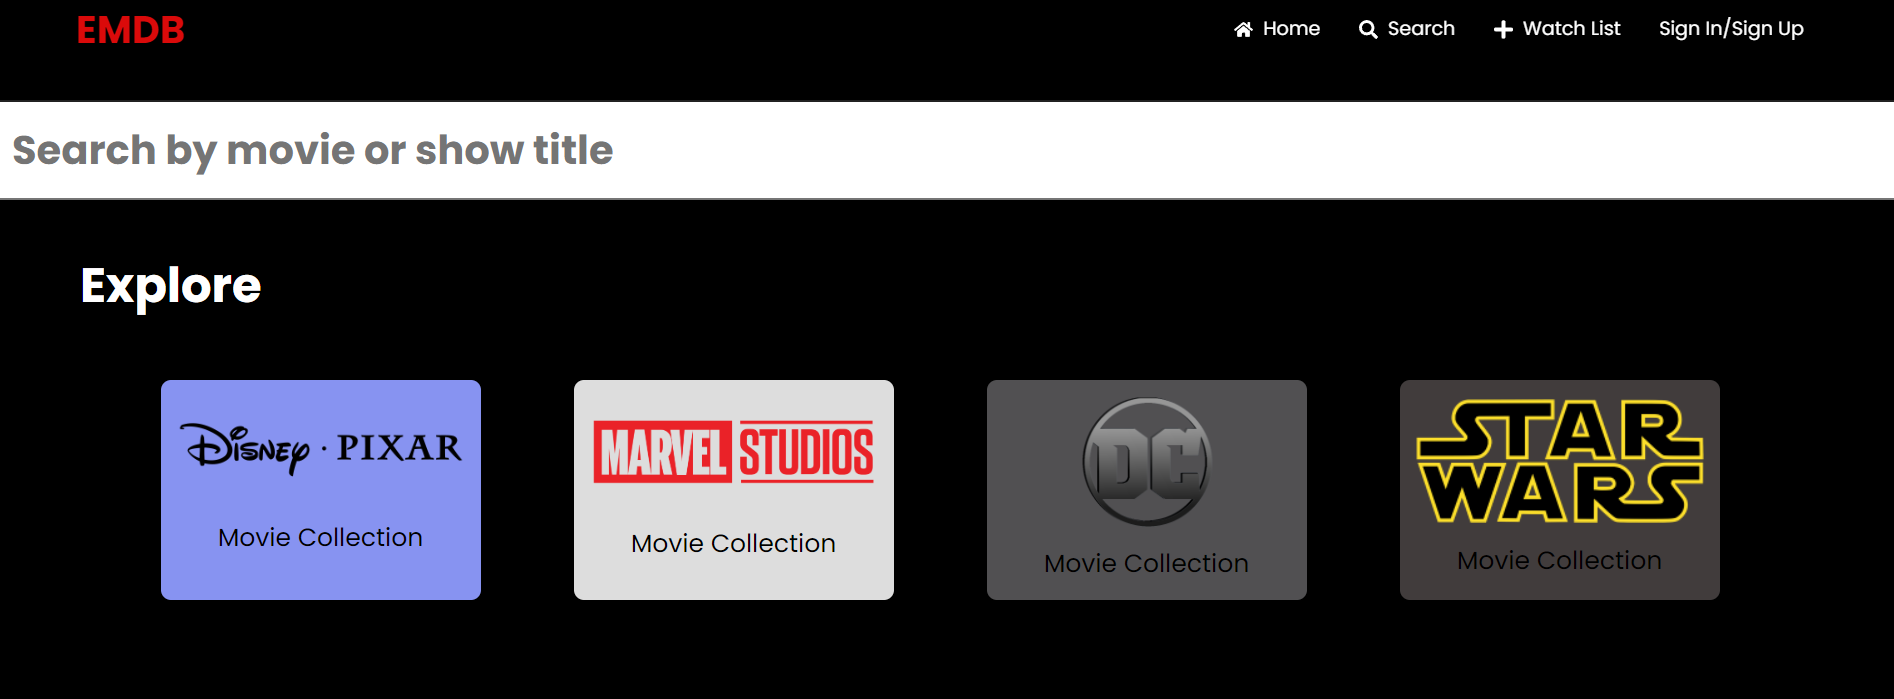 EMDB
Home Search Watch List Sign In/Sign Up
Search by movie or show title
Explore
DISNEY · PIXAR
Movie Collection
MARVEL STUDIOS
Movie Collection
DC
Movie Collection
STAR
WARS
Movie Collection